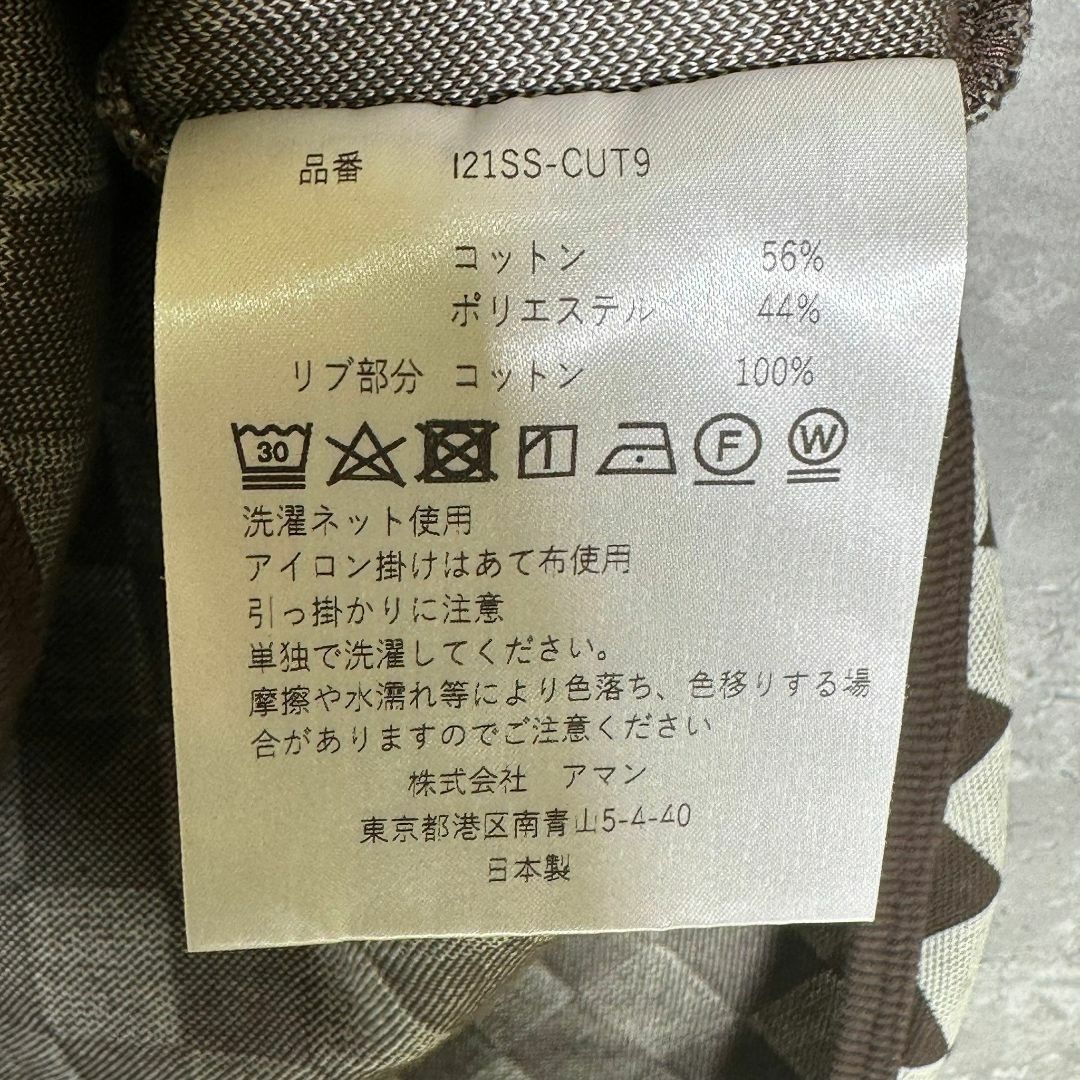 品番 I21SS-CUT9
コットン 56%
ポリエステル 44%
リブ部分 コットン 100%
30 F W
洗濯ネット使用
アイロン掛けはあて布使用
引っ掛かりに注意
単独で洗濯してください。
摩擦や水濡れ等により色落ち、色移りする場
合がありますのでご注意ください
株式会社 アマン
東京都港区南青山5-4-40
日本製